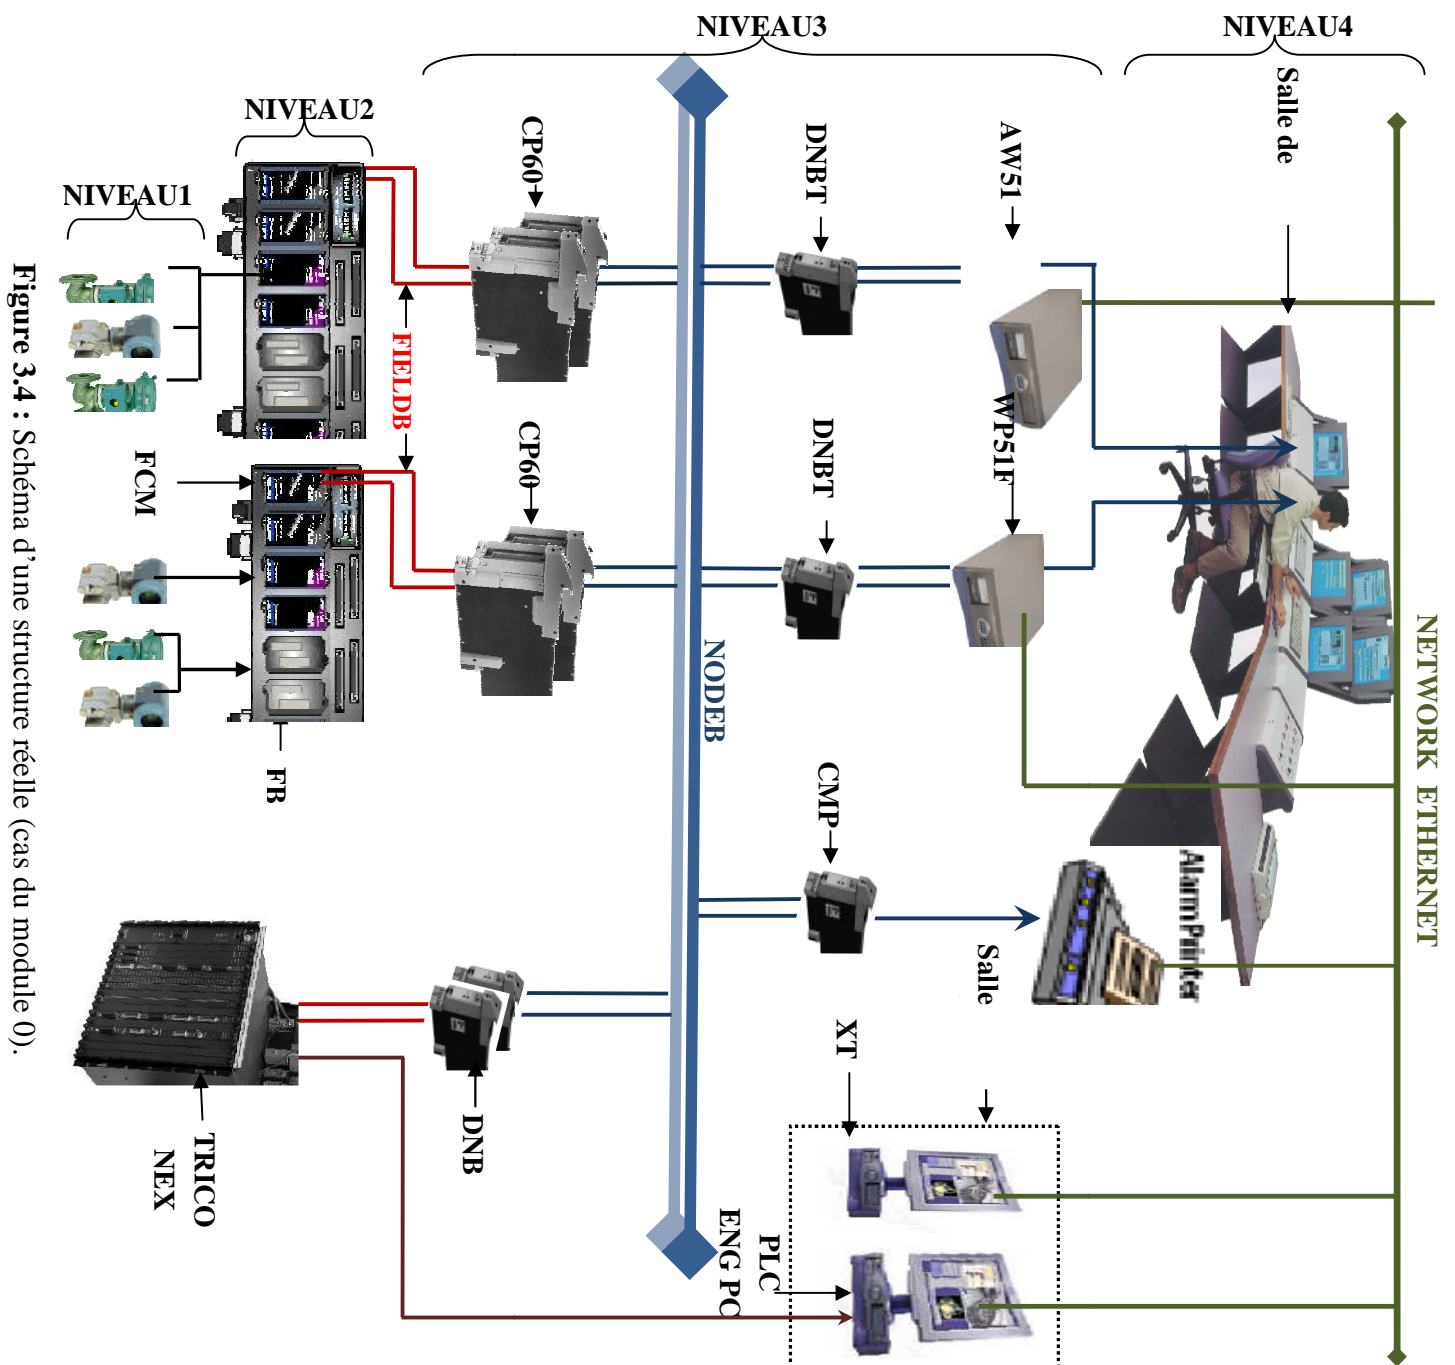 NETWORK ETHERNET
NIVEAU4
Salle de
Alarm Printer
Salle
NIVEAU3
AW51
WP51F
DNBT
DNBT
CMP
XT
PLC
ENG PC
NODEB
CP60
CP60
DNB
FIELDB
NIVEAU2
FB
TRICO
NEX
NIVEAU1
FCM
Figure 3.4 : Schéma d'une structure réelle (cas du module 0).